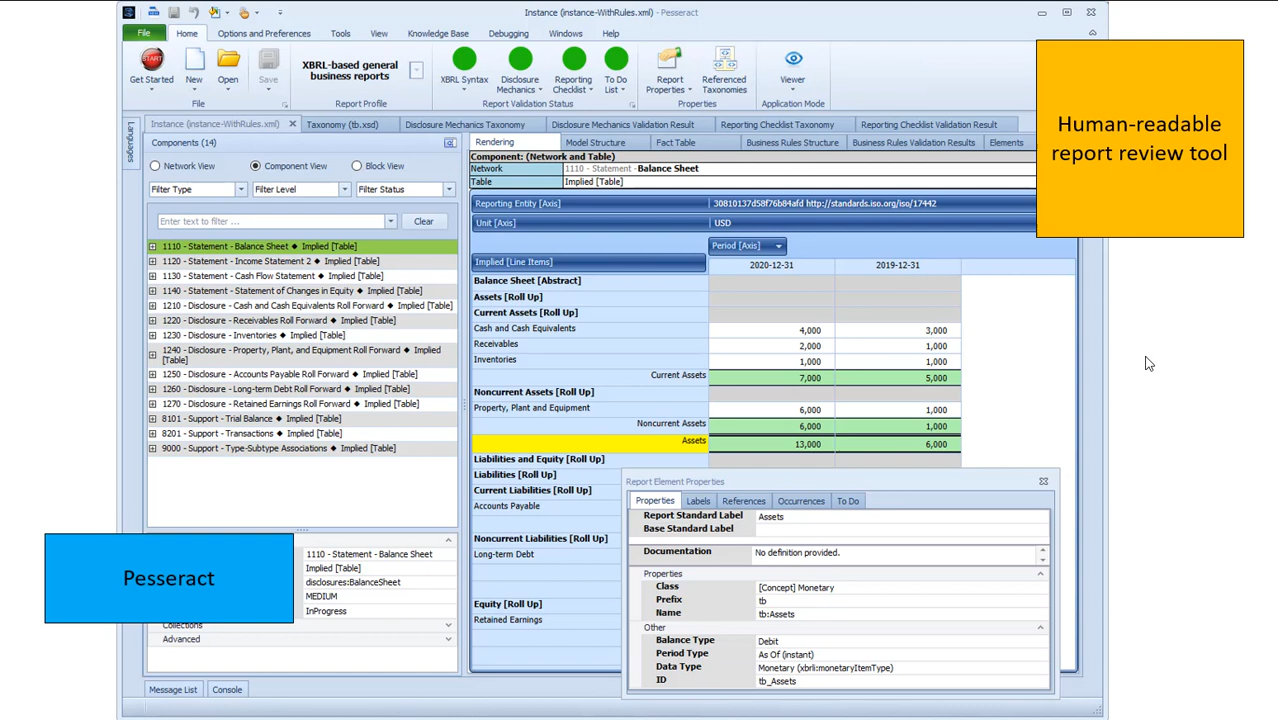 Instance (instance-WithRules.xml) - Pesseract
File Home Options and Preferences Tools View Knowledge Base Debugging Windows Help
START
Get Started New Open Save
File
XBRL-based general
business reports
Report Profile
XBRL Syntax Disclosure Mechanics Reporting Checklist To Do List
Report Validation Status
Report Properties Referenced Taxonomies
Properties
Viewer
Application Mode
Human-readable
report review tool
Languages
Instance (instance-WithRules.xml) Taxonomy (tb.xsd) Disclosure Mechanics Taxonomy Disclosure Mechanics Validation Result Reporting Checklist Taxonomy Reporting Checklist Validation Result
Components (14)
Network View Component View Block View
Filter Type Filter Level Filter Status
Enter text to filter ... Clear
1110 - Statement - Balance Sheet ◆ Implied [Table]
1120 - Statement - Income Statement 2 ◆ Implied [Table]
1130 - Statement - Cash Flow Statement ◆ Implied [Table]
1140 - Statement - Statement of Changes in Equity ◆ Implied [Table]
1210 - Disclosure - Cash and Cash Equivalents Roll Forward ◆ Implied [Table]
1220 - Disclosure - Receivables Roll Forward ◆ Implied [Table]
1230 - Disclosure - Inventories ◆ Implied [Table]
1240 - Disclosure - Property, Plant, and Equipment Roll Forward ◆ Implied
[Table]
1250 - Disclosure - Accounts Payable Roll Forward ◆ Implied [Table]
1260 - Disclosure - Long-term Debt Roll Forward ◆ Implied [Table]
1270 - Disclosure - Retained Earnings Roll Forward ◆ Implied [Table]
8101 - Support - Trial Balance ◆ Implied [Table]
8201 - Support - Transactions ◆ Implied [Table]
9000 - Support - Type-Subtype Associations ◆ Implied [Table]
Pesseract
1110 - Statement - Balance Sheet
Implied [Table]
disclosures:BalanceSheet
MEDIUM
InProgress
Collections
Advanced
Message List Console
Rendering Model Structure Fact Table Business Rules Structure Business Rules Validation Results Elements
Component: (Network and Table)
Network 1110 - Statement - Balance Sheet
Table Implied [Table]
Reporting Entity [Axis] 30810137d58f76b84afd http://standards.iso.org/iso/17442
Unit [Axis] USD
Period [Axis]
Implied [Line Items] 2020-12-31 2019-12-31
Balance Sheet [Abstract]
Assets [Roll Up]
Current Assets [Roll Up]
Cash and Cash Equivalents 4,000 3,000
Receivables 2,000 1,000
Inventories 1,000 1,000
Current Assets 7,000 5,000
Noncurrent Assets [Roll Up]
Property, Plant and Equipment 6,000 1,000
Noncurrent Assets 6,000 1,000
Assets 13,000 6,000
Liabilities and Equity [Roll Up]
Liabilities [Roll Up]
Current Liabilities [Roll Up]
Accounts Payable
Noncurrent Liabilities [Roll Up]
Long-term Debt
Equity [Roll Up]
Retained Earnings
Report Element Properties
Properties Labels References Occurrences To Do
Report Standard Label Assets
Base Standard Label
Documentation No definition provided.
Properties
Class [Concept] Monetary
Prefix tb
Name tb:Assets
Other
Balance Type Debit
Period Type As Of (instant)
Data Type Monetary (xbrli:monetaryItemType)
ID tb_Assets